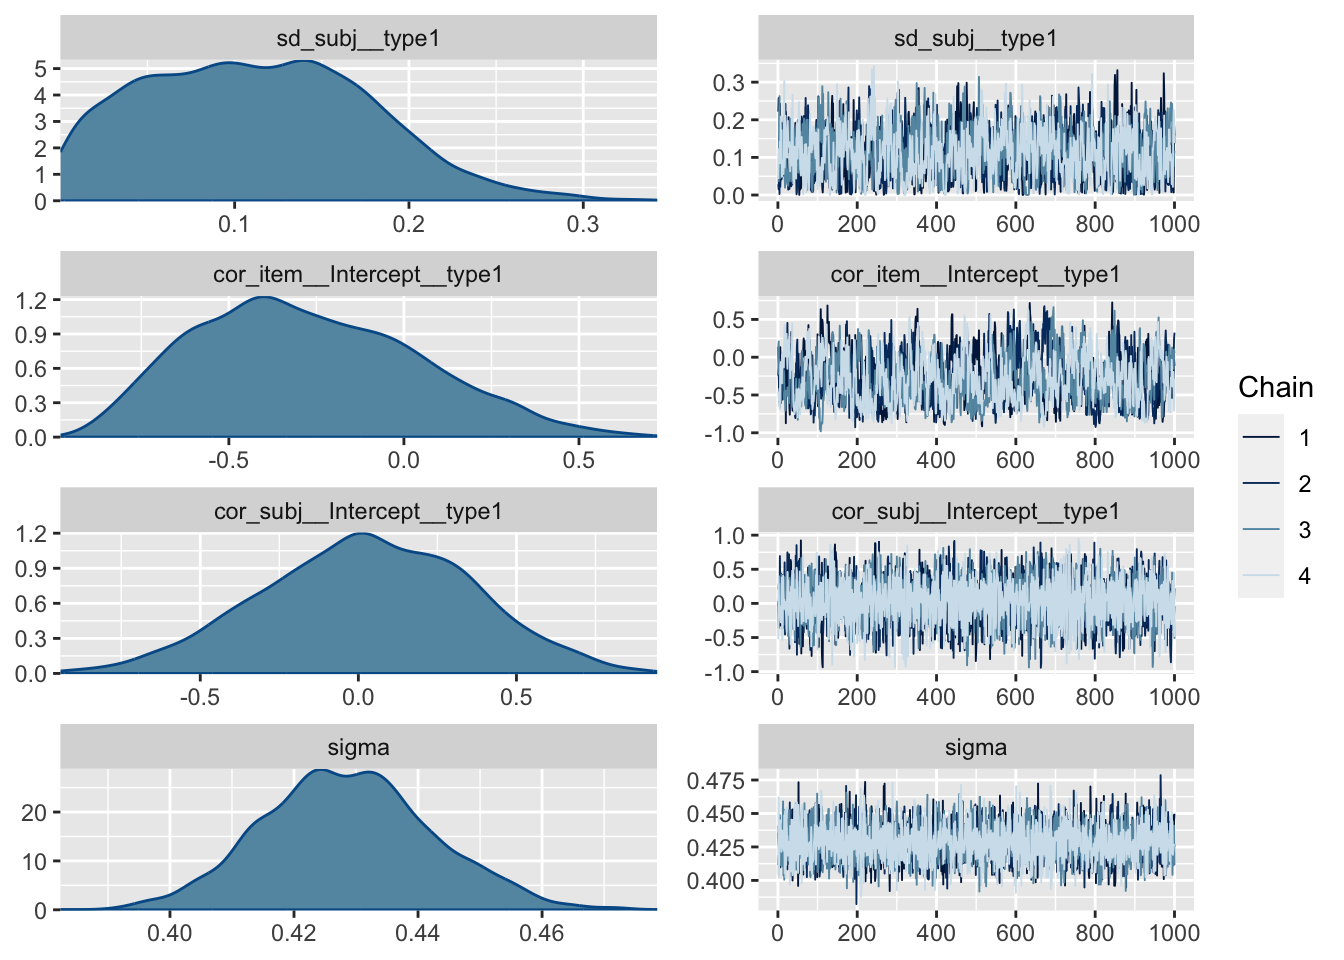 sd_subj__type1
5
4
3
2
1
0
0.1 0.2 0.3
sd_subj__type1
0.3
0.2
0.1
0.0
0 200 400 600 800 1000
cor_item__Intercept__type1
1.2
0.9
0.6
0.3
0.0
-0.5 0.0 0.5
cor_item__Intercept__type1
0.5
0.0
-0.5
-1.0
0 200 400 600 800 1000
cor_subj__Intercept__type1
1.2
0.9
0.6
0.3
0.0
-0.5 0.0 0.5
cor_subj__Intercept__type1
1.0
0.5
0.0
-0.5
-1.0
0 200 400 600 800 1000
sigma
20
10
0
0.40 0.42 0.44 0.46
sigma
0.475
0.450
0.425
0.400
0 200 400 600 800 1000
Chain
1
2
3
4